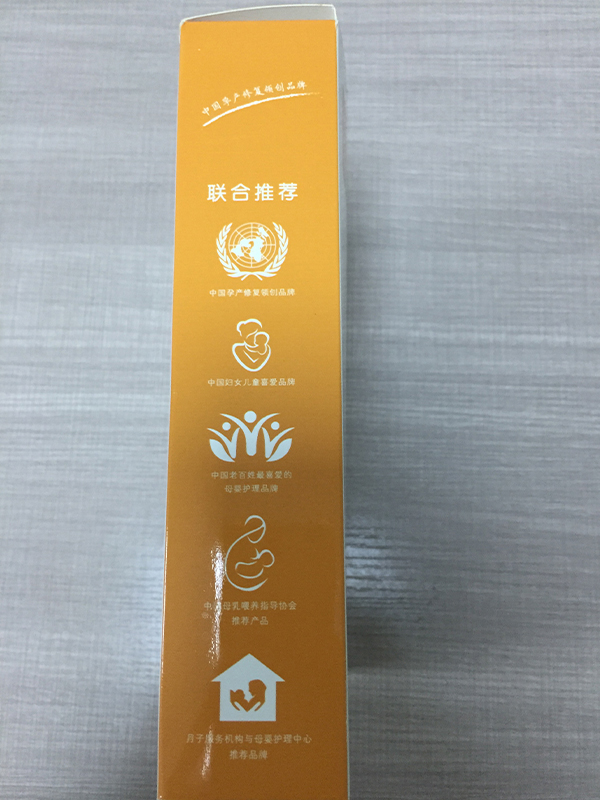 中国孕产修复领创品牌
联合推荐
中国孕产修复领创品牌
中国妇女儿童喜爱品牌
中国老百姓最喜爱的
母婴护理品牌
中国母乳喂养指导协会
推荐产品
月子服务机构与母婴护理中心
推荐品牌